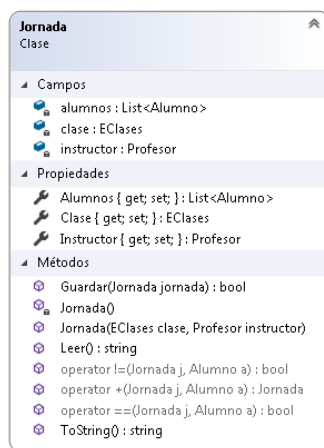 Jornada
Clase
Campos
alumnos : List<Alumno>
clase : EClases
instructor : Profesor
Propiedades
Alumnos { get; set; } : List<Alumno>
Clase { get; set; } : EClases
Instructor { get; set; } : Profesor
Métodos
Guardar(Jornada jornada) : bool
Jornada()
Jornada(EClases clase, Profesor instructor)
Leer() : string
operator !=(Jornada j, Alumno a) : bool
operator +(Jornada j, Alumno a) : Jornada
operator ==(Jornada j, Alumno a) : bool
ToString() : string